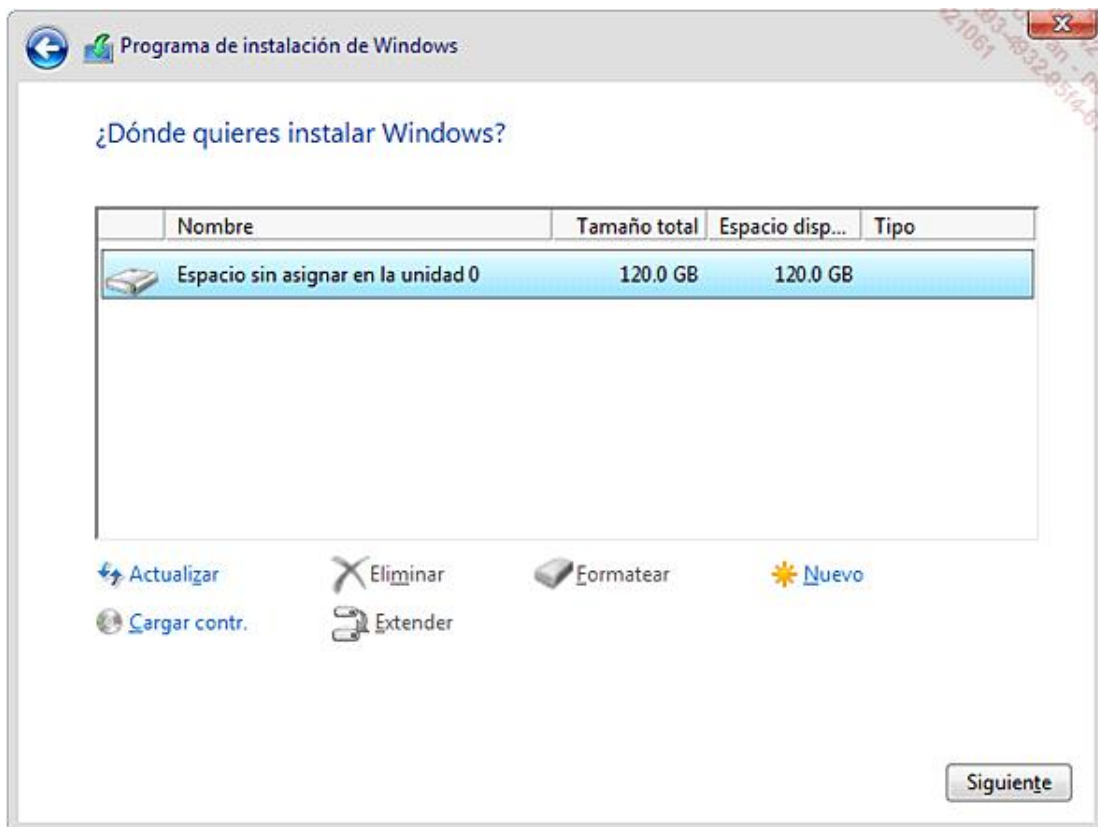 Programa de instalación de Windows
¿Dónde quieres instalar Windows?
Nombre Tamaño total Espacio disp... Tipo
Espacio sin asignar en la unidad 0 120.0 GB 120.0 GB
Actualizar Eliminar Formatear Nuevo
Cargar contr. Extender
Siguiente